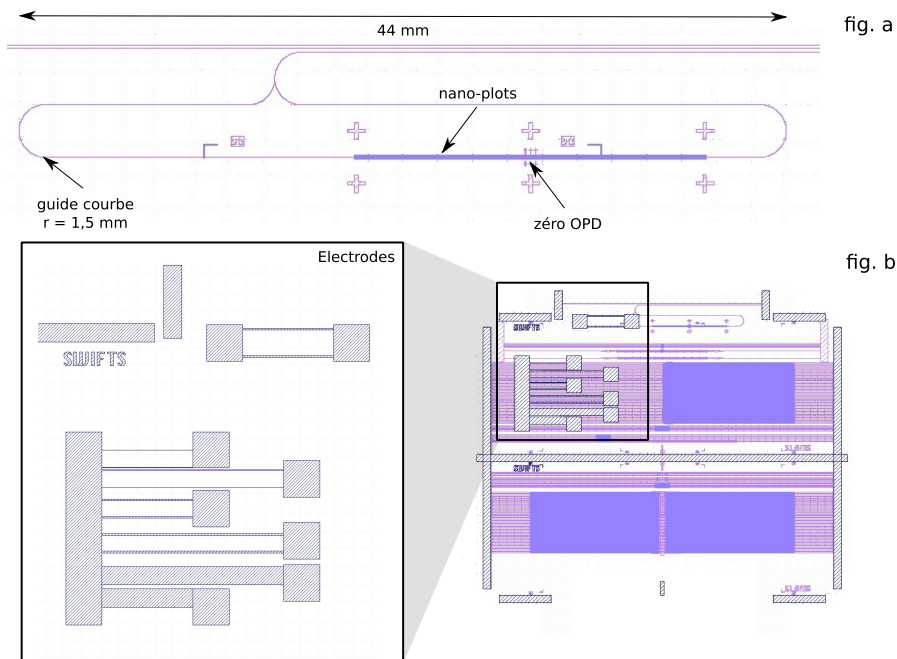 44 mm
fig. a
nano-plots
guide courbe
r = 1,5 mm
zéro OPD
fig. b
Electrodes
SWIFTS
SWIFTS
SWIFTS